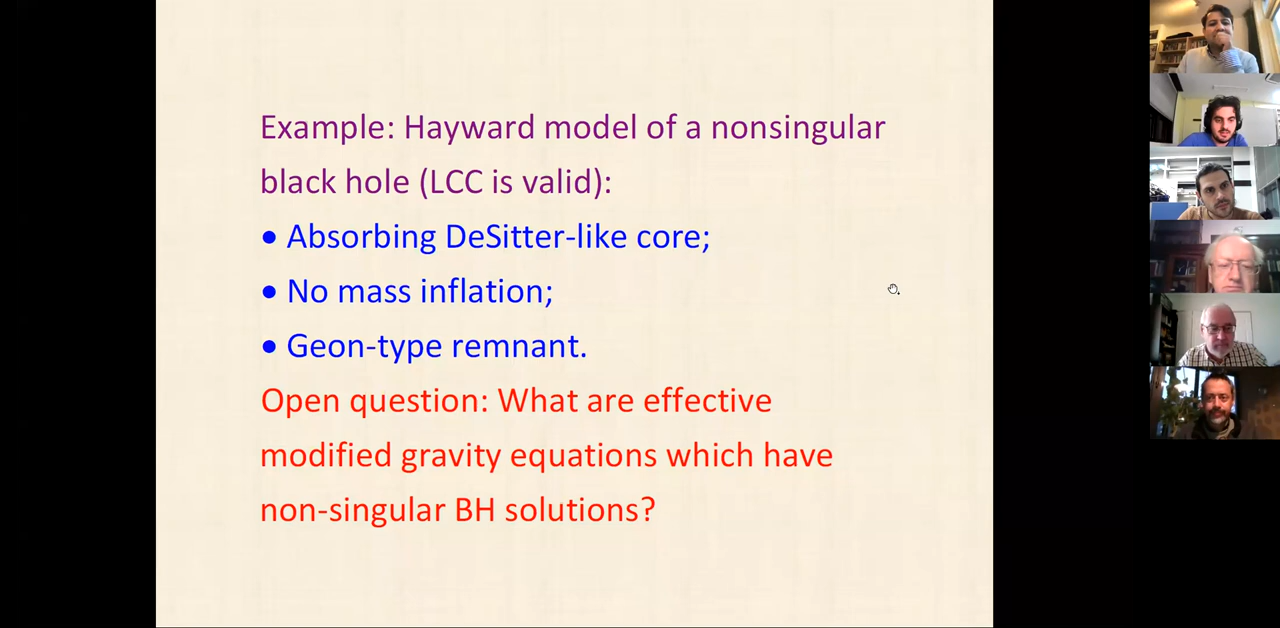 Example: Hayward model of a nonsingular
black hole (LCC is valid):
• Absorbing DeSitter-like core;
• No mass inflation;
• Geon-type remnant.
Open question: What are effective
modified gravity equations which have
non-singular BH solutions?